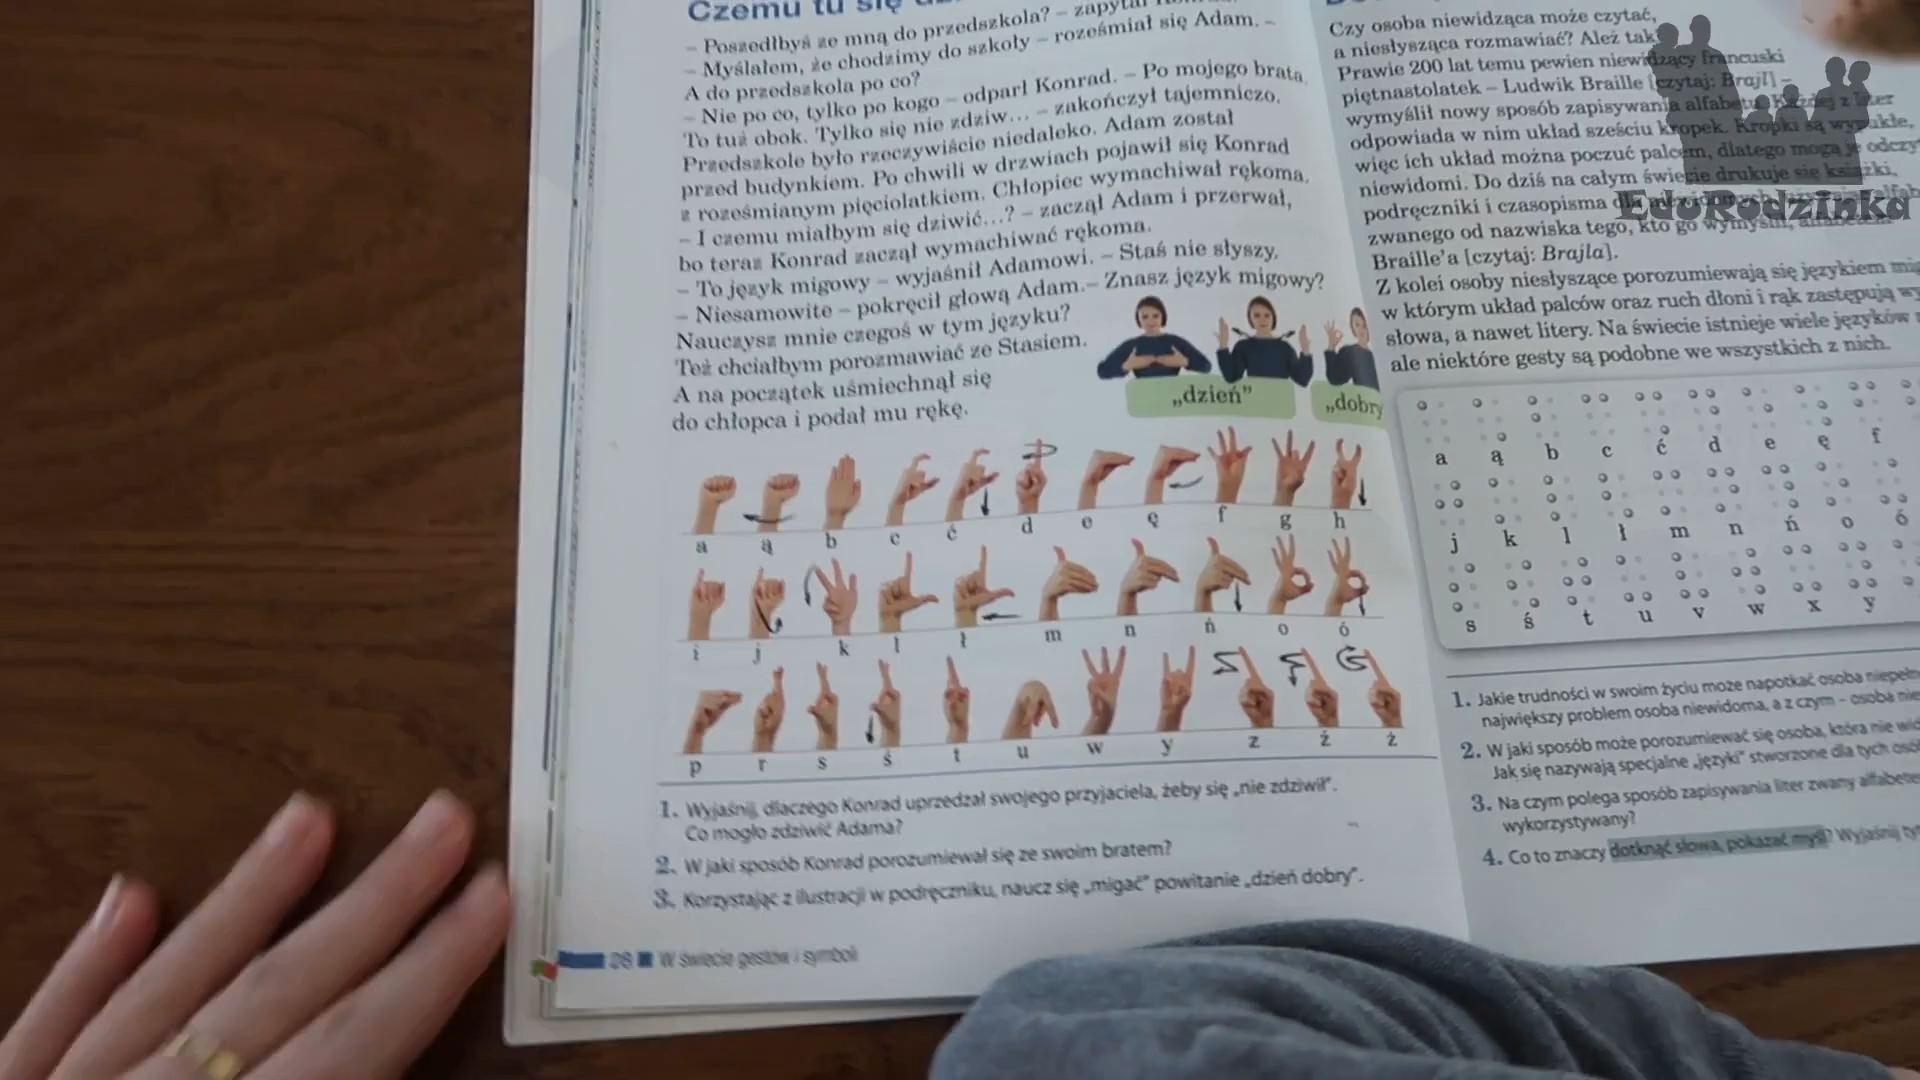 Czemu tu się
– Poszedłbyś ze mną do przedszkola? – zapytał
– Myślałem, że chodzimy do szkoły – roześmiał się Adam. –
A do przedszkola po co?
– Nie po co, tylko po kogo – odparł Konrad. – Po mojego brata.
To tuż obok. Tylko się nie zdziw... – zakończył tajemniczo.
Przedszkole było rzeczywiście niedaleko. Adam został
przed budynkiem. Po chwili w drzwiach pojawił się Konrad
z roześmianym pięciolatkiem. Chłopiec wymachiwał rękoma.
– I czemu miałbym się dziwić...? – zaczął Adam i przerwał,
bo teraz Konrad zaczął wymachiwać rękoma.
– To język migowy – wyjaśnił Adamowi. – Staś nie słyszy.
– Niesamowite – pokręcił głową Adam. – Znasz język migowy?
Nauczysz mnie czegoś w tym języku?
Też chciałbym porozmawiać ze Stasiem.
A na początek uśmiechnął się
do chłopca i podał mu rękę.
„dzień”
„dobry
a ą b c ć d e ę f g h
i j k l ł m n ń o ó
p r s ś t u w y z ź ż
1. Wyjaśnij, dlaczego Konrad uprzedzał swojego przyjaciela, żeby się „nie zdziwił”.
Co mogło zdziwić Adama?
2. W jaki sposób Konrad porozumiewał się ze swoim bratem?
3. Korzystając z ilustracji w podręczniku, naucz się „migać” powitanie „dzień dobry”.
28 W świecie gestów i symboli
Czy osoba niewidząca może czytać,
a niesłysząca rozmawiać? Ależ tak
Prawie 200 lat temu pewien niewidzący francuski
piętnastolatek – Ludwik Braille [czytaj: Brajl] –
wymyślił nowy sposób zapisywania alfabetu. Każdej z liter
odpowiada w nim układ sześciu kropek. Kropki są wypukłe,
więc ich układ można poczuć palcem, dlatego mogą je
niewidomi. Do dziś na całym świecie drukuje się książki,
podręczniki i czasopisma
zwanego od nazwiska tego, kto go wymyślił, alfabetem
Braille'a [czytaj: Brajla].
Z kolei osoby niesłyszące porozumiewają się językiem
w którym układ palców oraz ruch dłoni i rąk zastępują
słowa, a nawet litery. Na świecie istnieje wiele języków
ale niektóre gesty są podobne we wszystkich z nich.
a ą b c ć d e ę f
j k l ł m n ń o ó
s ś t u v w x y
1. Jakie trudności w swoim życiu może napotkać osoba
największy problem osoba niewidoma, a z czym – osoba
2. W jaki sposób może porozumiewać się osoba, która nie
Jak się nazywają specjalne „języki” stworzone dla tych
3. Na czym polega sposób zapisywania liter zwany
wykorzystywany?
4. Co to znaczy dotknąć słowa, pokazać myśl? Wyjaśnij
EduRodzinka